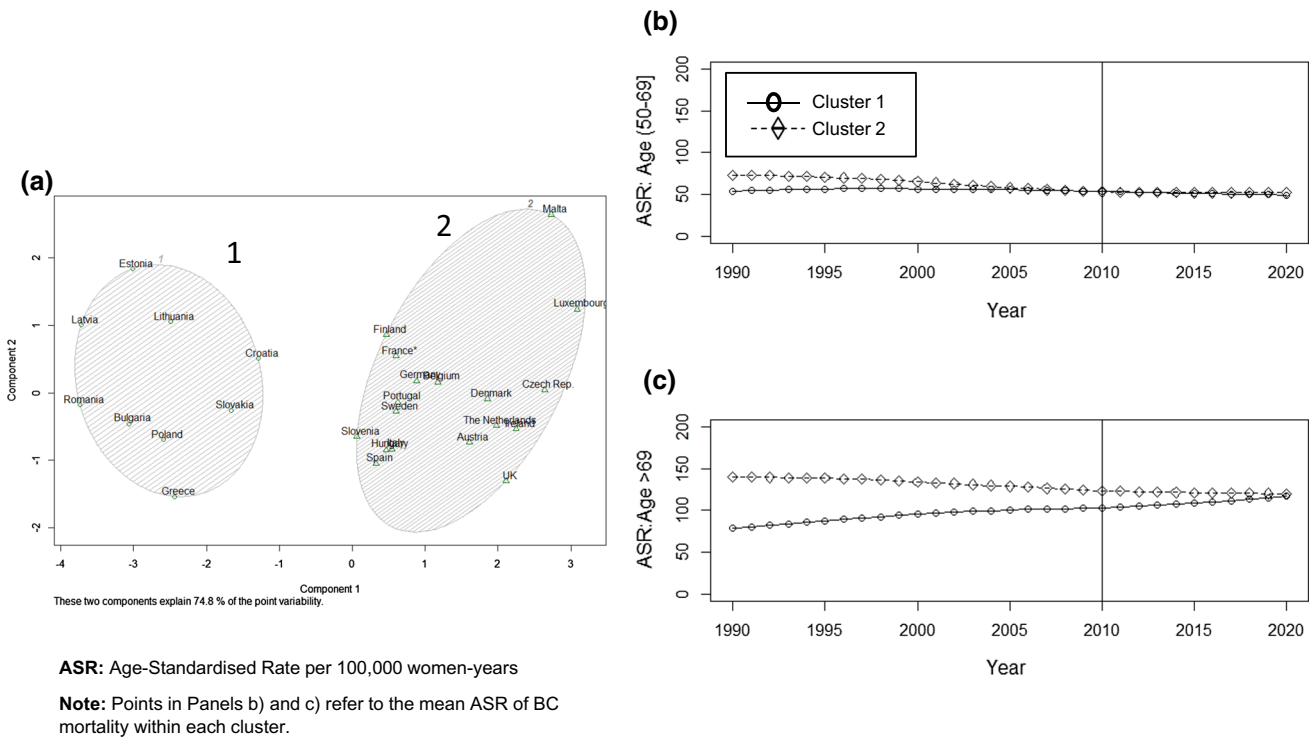 (a)
1
2
1
2
Malta
Estonia
Luxembourg
Latvia
Lithuania
Finland
France*
Croatia
Germany
Belgium
Czech Rep.
Romania
Portugal
Denmark
Slovakia
Sweden
Bulgaria
The Netherlands
Ireland
Poland
Slovenia
Austria
Hungary
Italy
Spain
UK
Greece
Component 2
2
1
0
-1
-2
-4
-3
-2
-1
0
1
2
3
Component 1
These two components explain 74.8 % of the point variability.
ASR: Age-Standardised Rate per 100,000 women-years
Note: Points in Panels b) and c) refer to the mean ASR of BC
mortality within each cluster.
(b)
ASR: Age (50-69]
200
150
100
50
0
Cluster 1
Cluster 2
1990
1995
2000
2005
2010
2015
2020
Year
(c)
ASR:Age >69
200
150
100
50
0
1990
1995
2000
2005
2010
2015
2020
Year